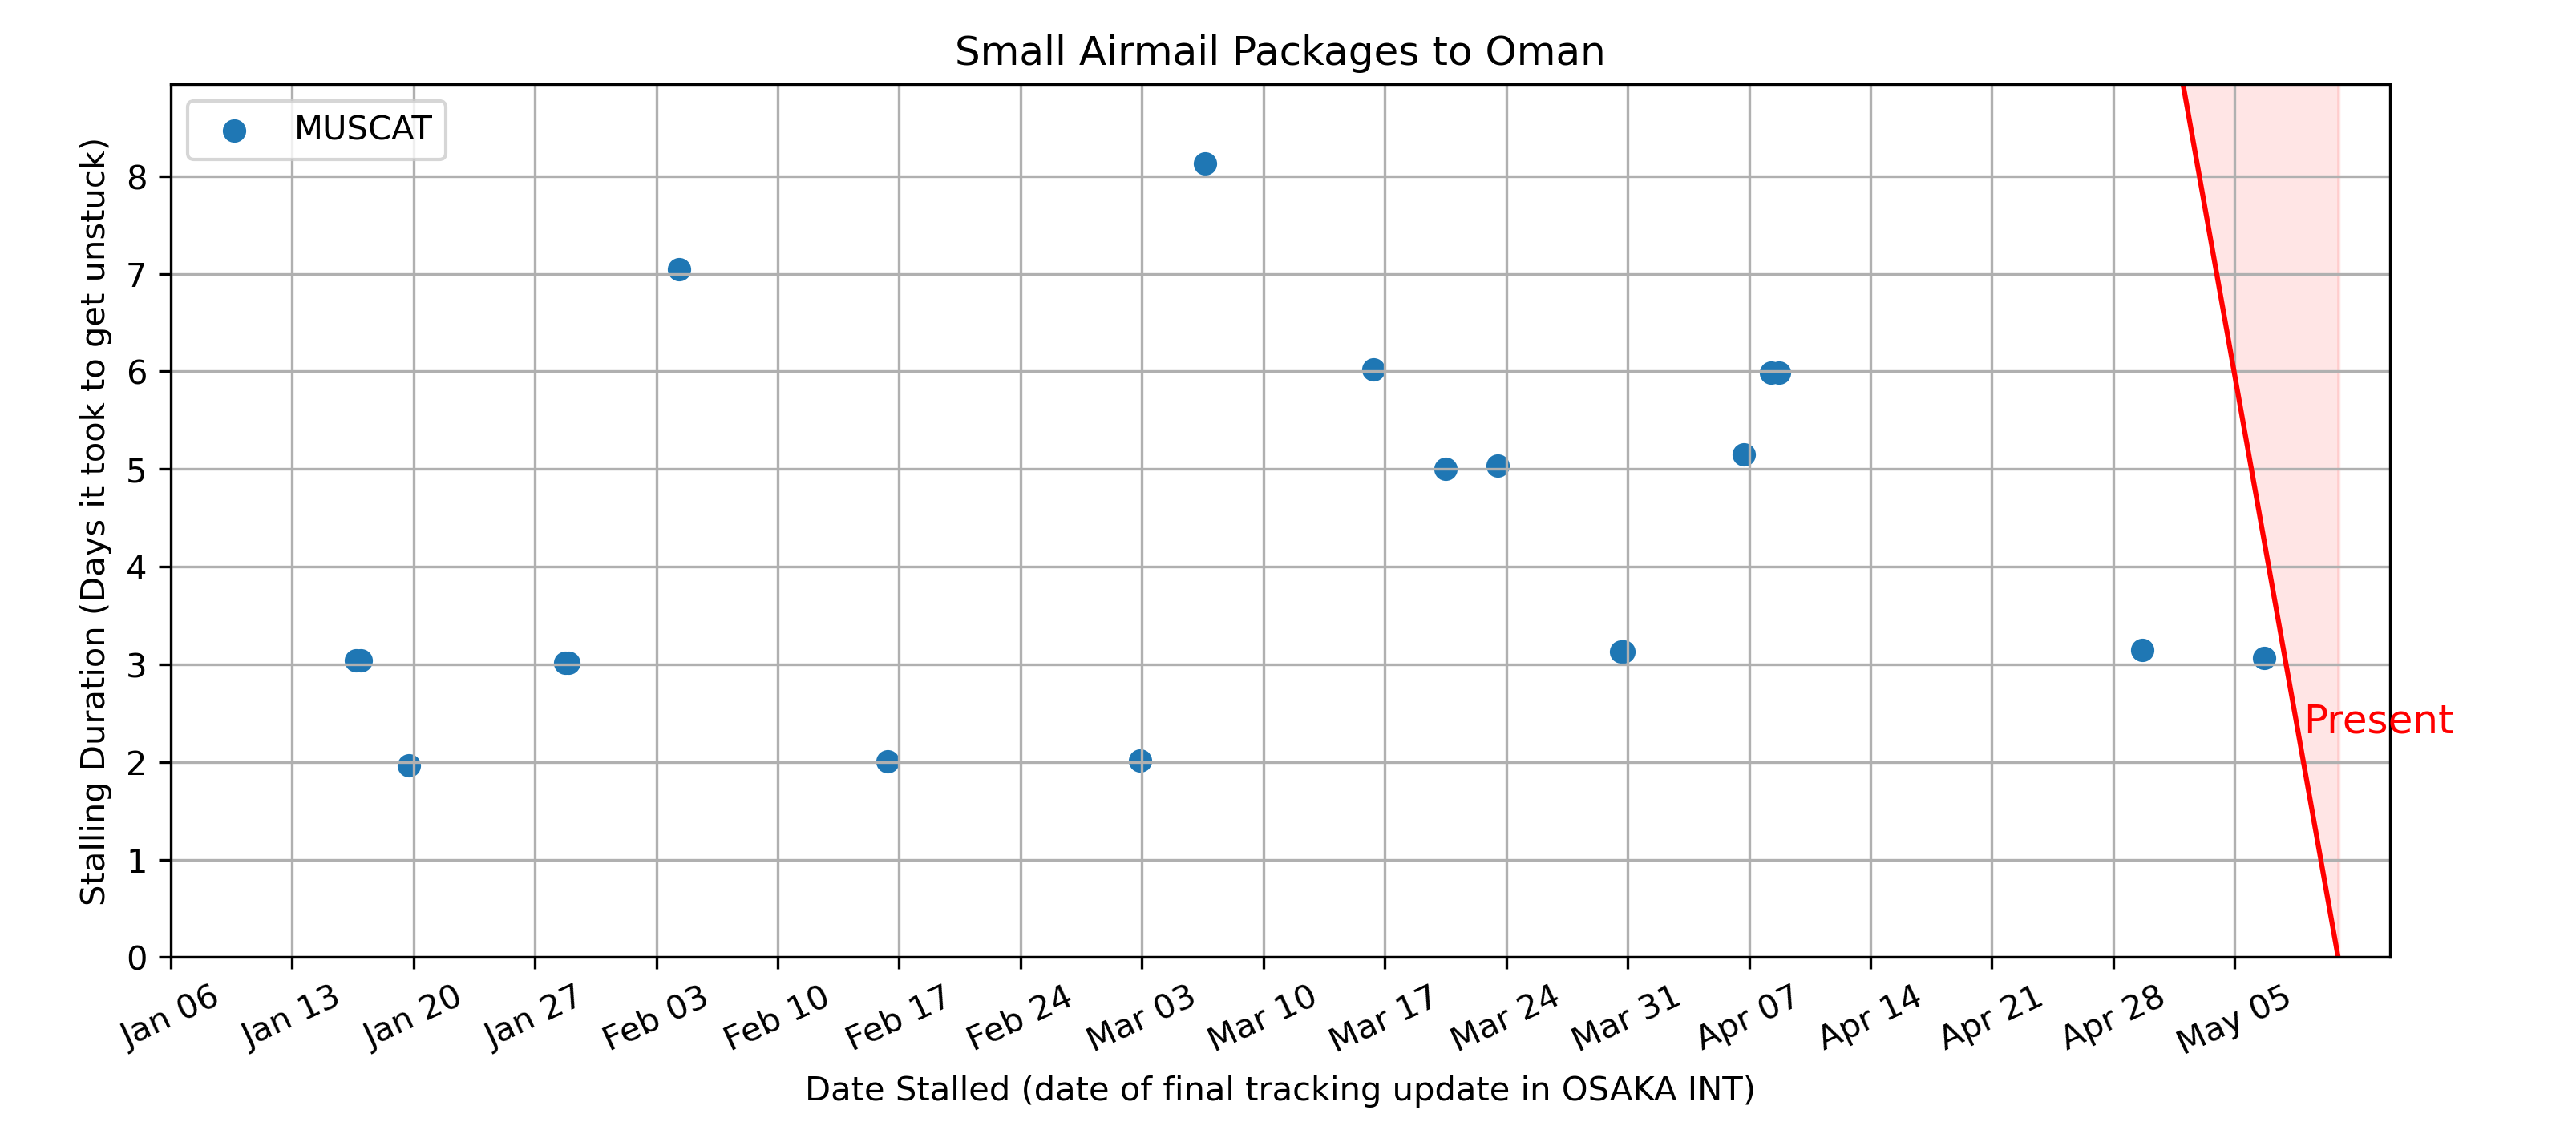 Small Airmail Packages to Oman
MUSCAT
Stalling Duration (Days it took to get unstuck)
8
7
6
5
4
3
2
1
0
Present
Jan 06 Jan 13 Jan 20 Jan 27 Feb 03 Feb 10 Feb 17 Feb 24 Mar 03 Mar 10 Mar 17 Mar 24 Mar 31 Apr 07 Apr 14 Apr 21 Apr 28 May 05
Date Stalled (date of final tracking update in OSAKA INT)